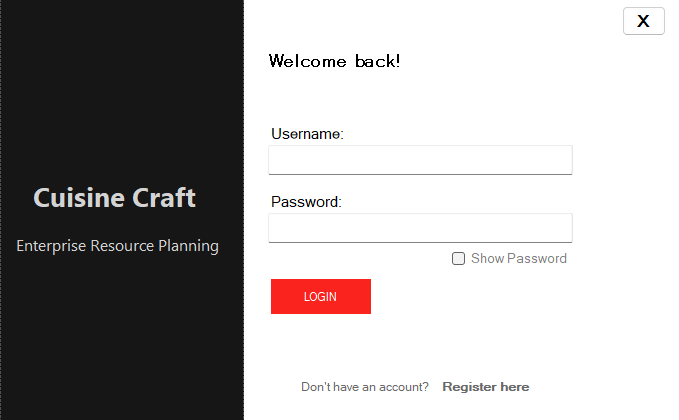 X
Welcome back!
Username:
Cuisine Craft
Enterprise Resource Planning
Password:
Show Password
LOGIN
Don't have an account? Register here